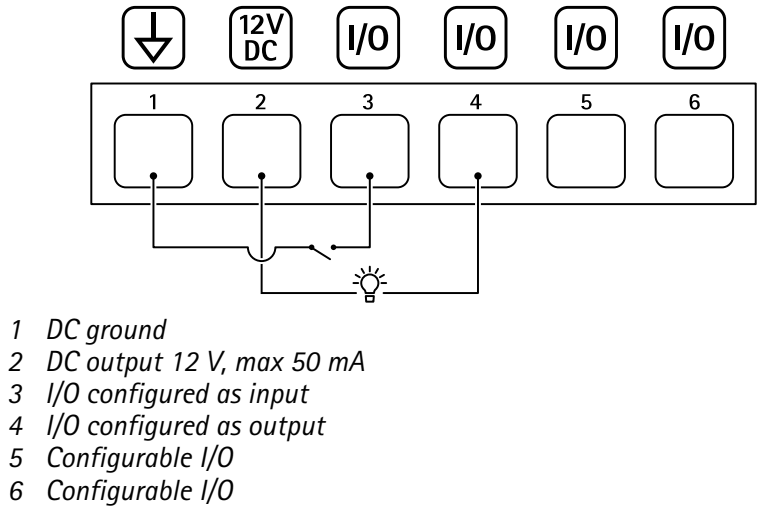 12V DC I/O I/O I/O I/O
1 2 3 4 5 6
1 DC ground
2 DC output 12 V, max 50 mA
3 I/O configured as input
4 I/O configured as output
5 Configurable I/O
6 Configurable I/O